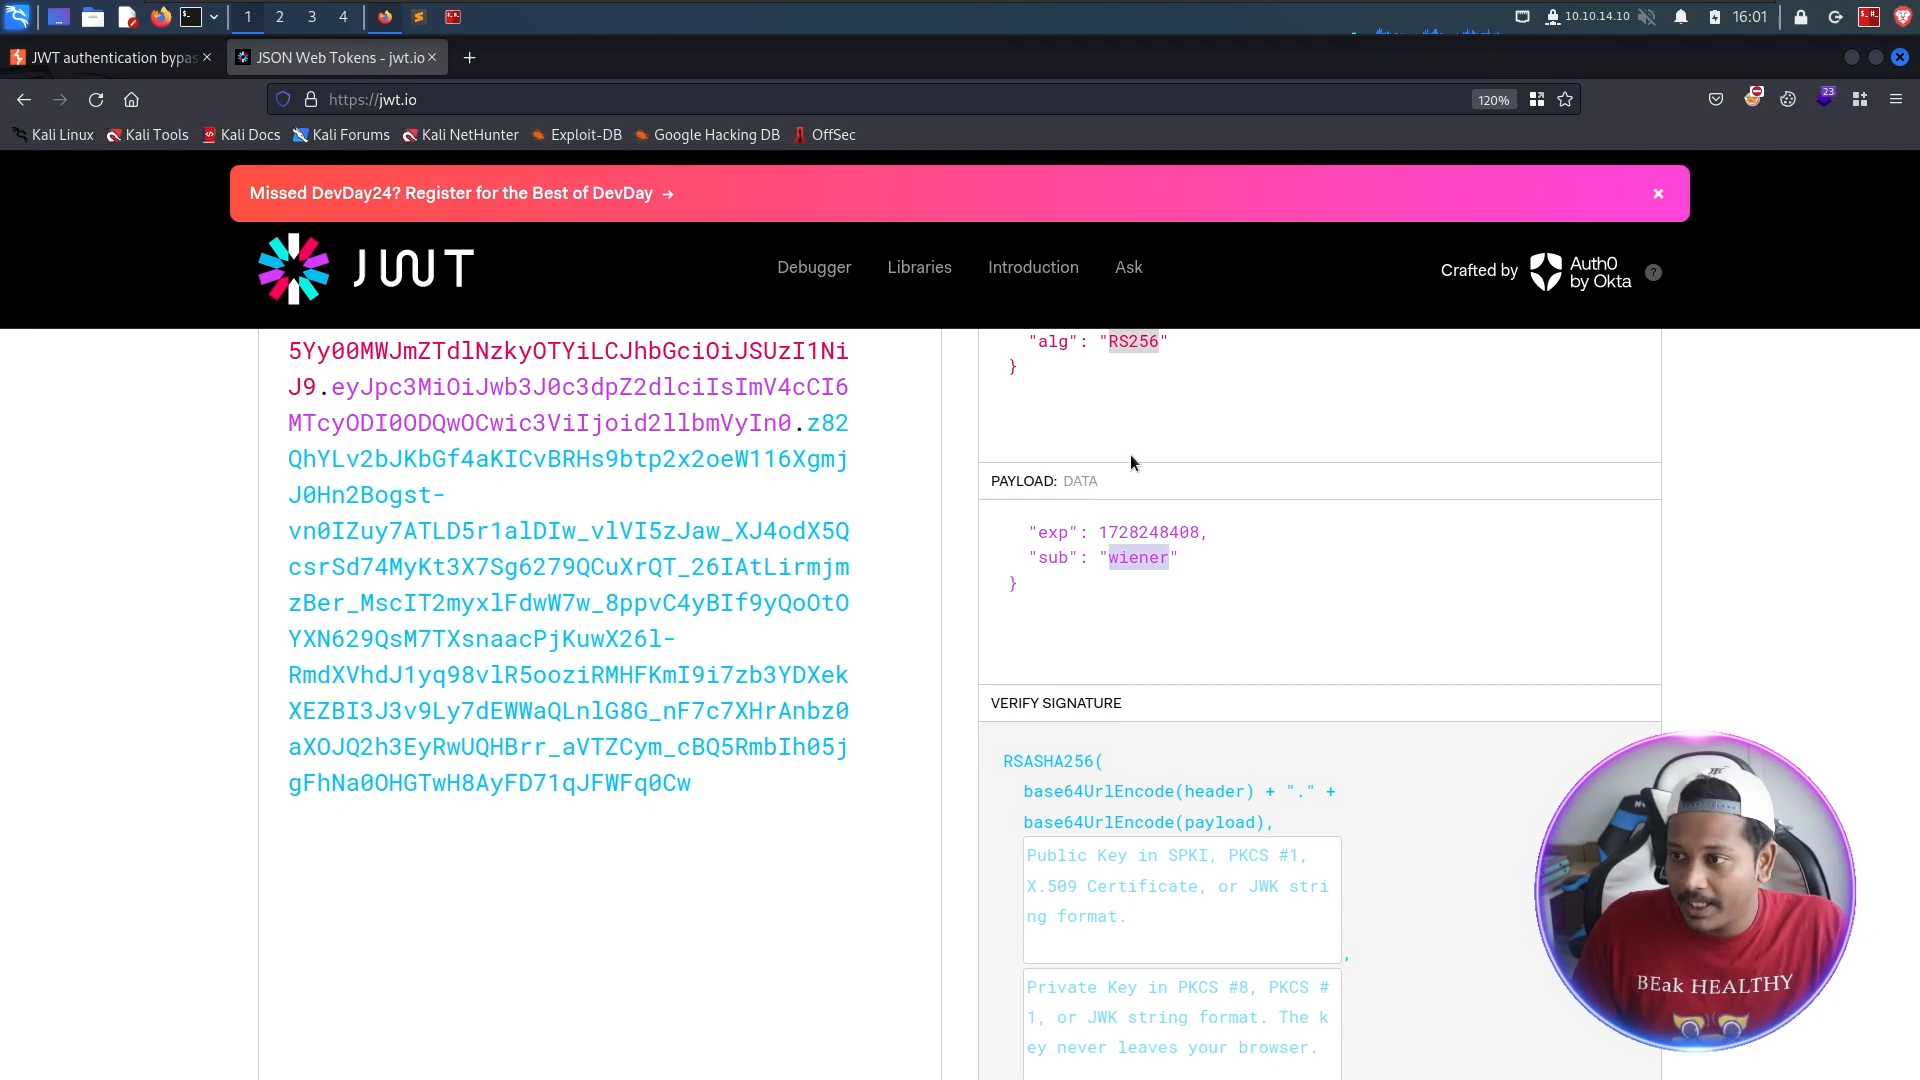 1
2
3
4
10.10.14.10
16:01
JWT authentication bypas
JSON Web Tokens - jwt.io
https://jwt.io
120%
23
Kali Linux
Kali Tools
Kali Docs
Kali Forums
Kali NetHunter
Exploit-DB
Google Hacking DB
OffSec
Missed DevDay24? Register for the Best of DevDay →
JWT
Debugger
Libraries
Introduction
Ask
Crafted by
Auth0
by Okta
?
5Yy00MWJmZTdlNzkyOTYiLCJhbGciOiJSUzI1Ni
J9.eyJpc3MiOiJwb3J0c3dpZ2dlciIsImV4cCI6
MTcyODI0ODQwOCwic3ViIjoid2llbmVyIn0.z82
QhYLv2bJKbGf4aKICvBRHs9btp2x2oeW116Xgmj
J0Hn2Bogst-
vn0IZuy7ATLD5r1alDIw_vlVI5zJaw_XJ4odX5Q
csrSd74MyKt3X7Sg6279QCuXrQT_26IAtLirmjm
zBer_MscIT2myxlFdwW7w_8ppvC4yBIf9yQoOtO
YXN629QsM7TXsnaacPjKuwX26l-
RmdXVhdJ1yq98vlR5ooziRMHFKmI9i7zb3YDXek
XEZBI3J3v9Ly7dEWWaQLnlG8G_nF7c7XHrAnbz0
aXOJQ2h3EyRwUQHBrr_aVTZCym_cBQ5RmbIh05j
gFhNa0OHGTwH8AyFD71qJFWFq0Cw
"alg": "RS256"
}
PAYLOAD: DATA
"exp": 1728248408,
"sub": "wiener"
}
VERIFY SIGNATURE
RSASHA256(
base64UrlEncode(header) + "." +
base64UrlEncode(payload),
Public Key in SPKI, PKCS #1,
X.509 Certificate, or JWK stri
ng format.
,
Private Key in PKCS #8, PKCS #
1, or JWK string format. The k
ey never leaves your browser.
BEak HEALTHY